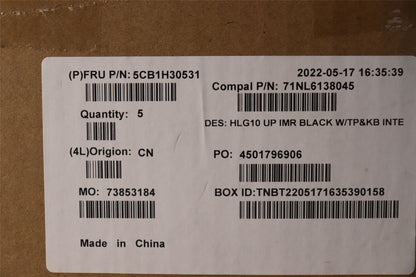 2022-05-17 16:35:39
(P)FRU P/N: 5CB1H30531
Compal P/N: 71NL6138045
Quantity: 5
DES: HLG10 UP IMR BLACK W/TP&KB INTE
(4L)Origion: CN
PO: 4501796906
MO: 73853184
BOX ID:TNBT2205171635390158
Made in China